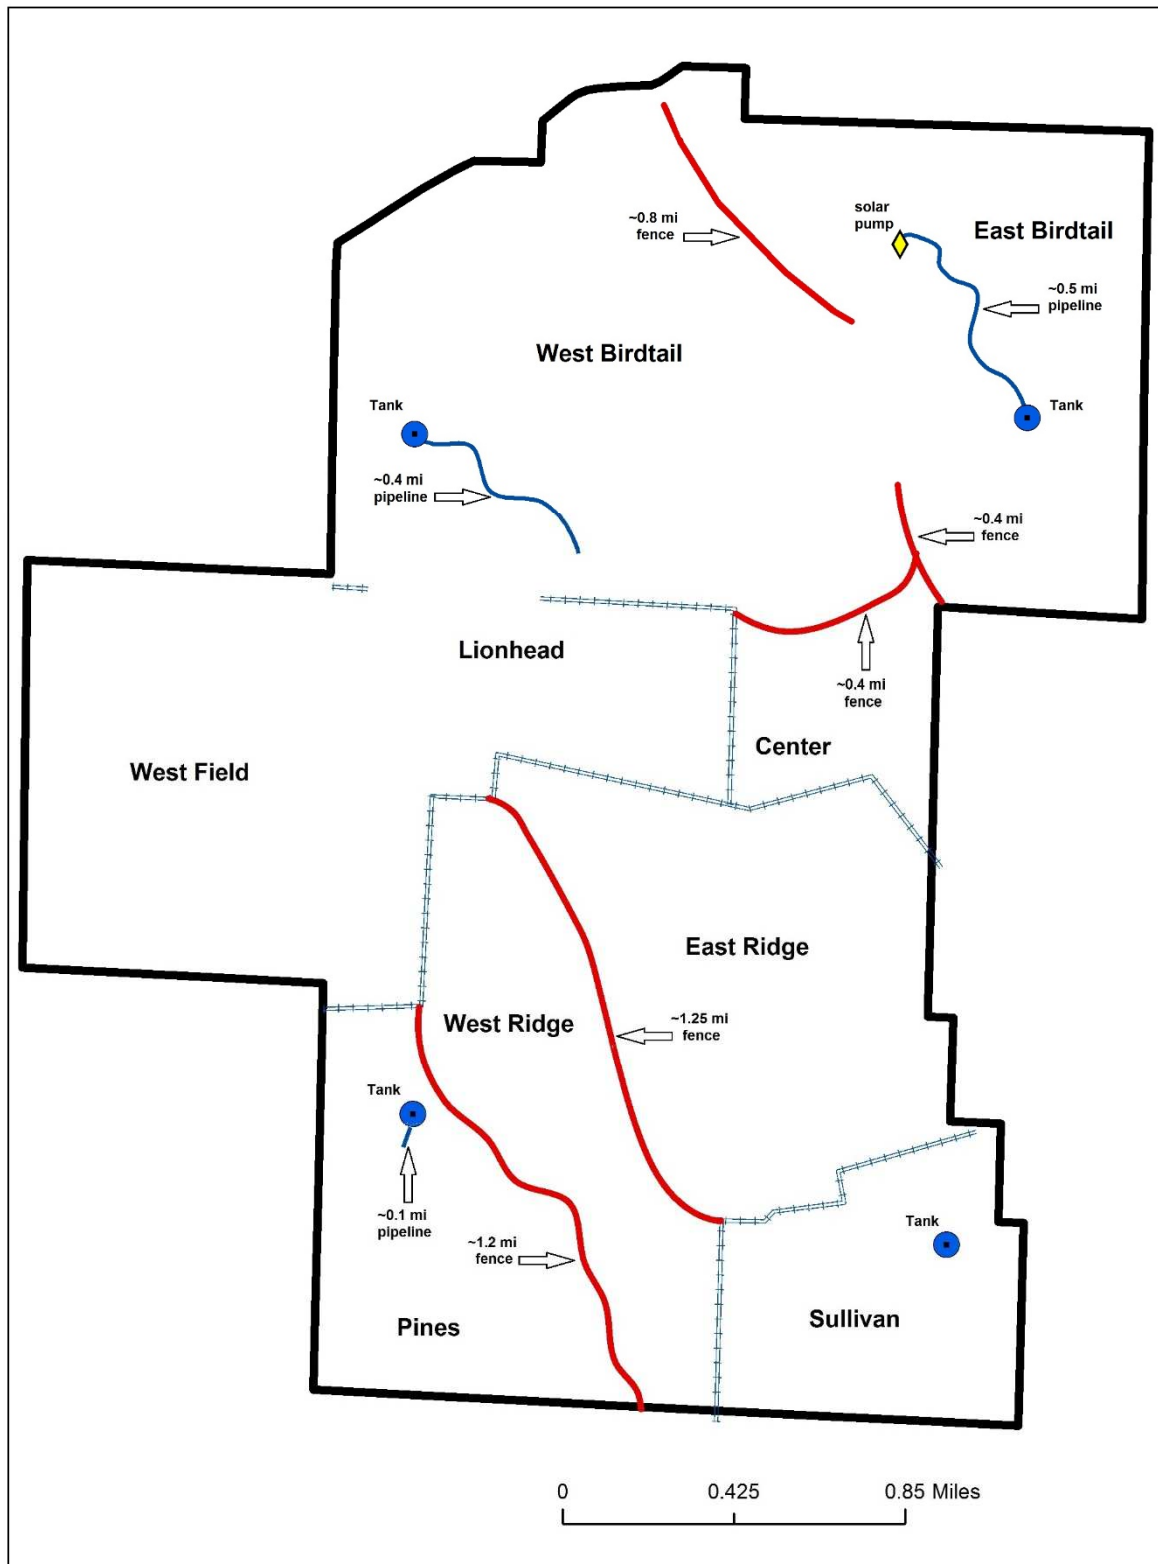 ~0.8 mi
fence
solar
pump
East Birdtail
~0.5 mi
pipeline
West Birdtail
Tank
Tank
~0.4 mi
pipeline
~0.4 mi
fence
Lionhead
~0.4 mi
fence
Center
West Field
East Ridge
West Ridge
~1.25 mi
fence
Tank
~0.1 mi
pipeline
~1.2 mi
fence
Tank
Pines
Sullivan
0 0.425 0.85 Miles